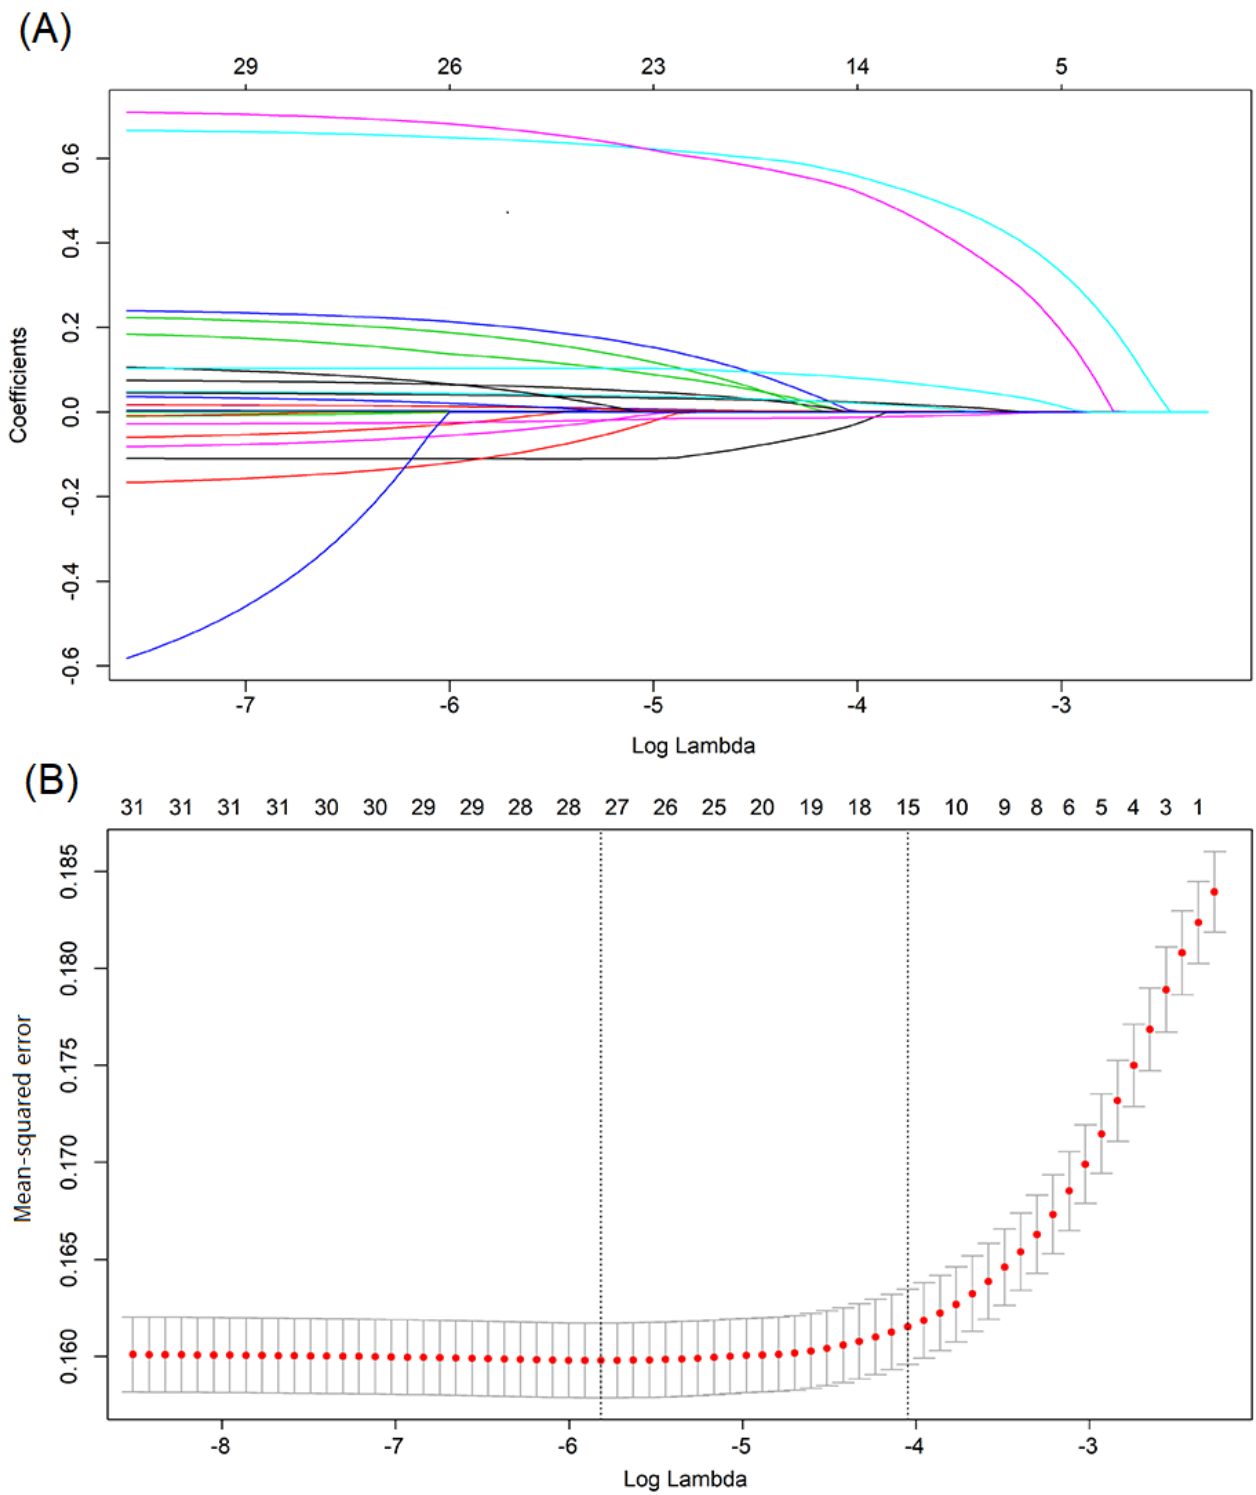 (A)
29 26 23 14 5
Coefficients
0.6
0.4
0.2
0.0
-0.2
-0.4
-0.6
-7 -6 -5 -4 -3
Log Lambda
(B)
31 31 31 31 30 30 29 29 28 28 27 26 25 20 19 18 15 10 9 8 6 5 4 3 1
Mean-squared error
0.185
0.180
0.175
0.170
0.165
0.160
-8 -7 -6 -5 -4 -3
Log Lambda